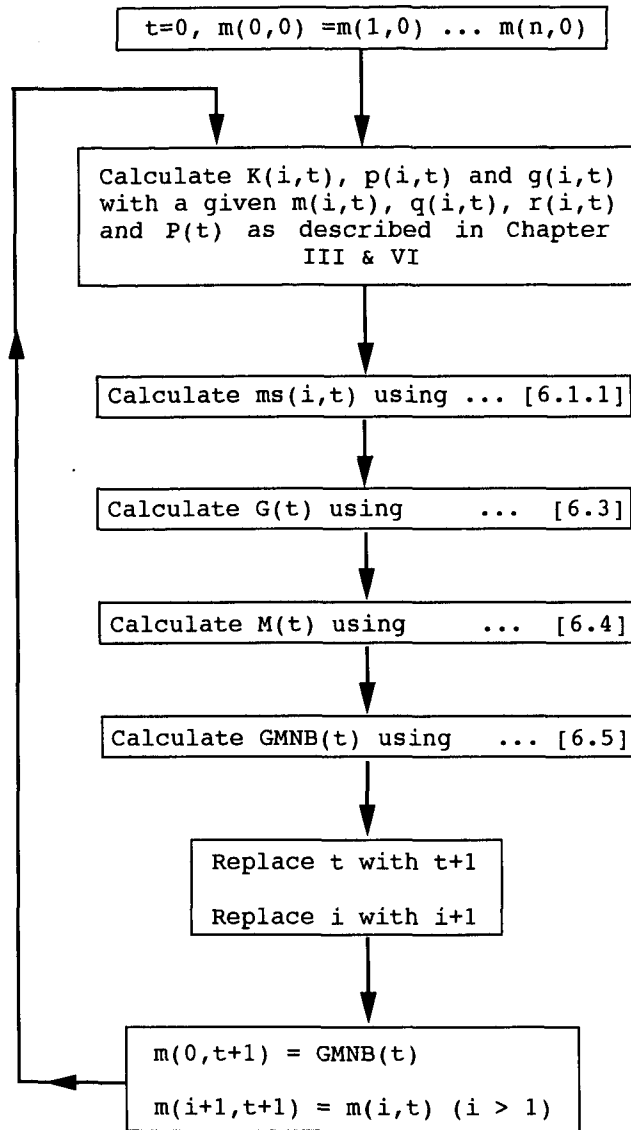 t=0, m(0,0) =m(1,0) ... m(n,0)
Calculate K(i,t), p(i,t) and g(i,t)
with a given m(i,t), q(i,t), r(i,t)
and P(t) as described in Chapter
III & VI
Calculate ms(i,t) using ... [6.1.1]
Calculate G(t) using ... [6.3]
Calculate M(t) using ... [6.4]
Calculate GMNB(t) using ... [6.5]
Replace t with t+1
Replace i with i+1
m(0,t+1) = GMNB(t)
m(i+1,t+1) = m(i,t) (i > 1)